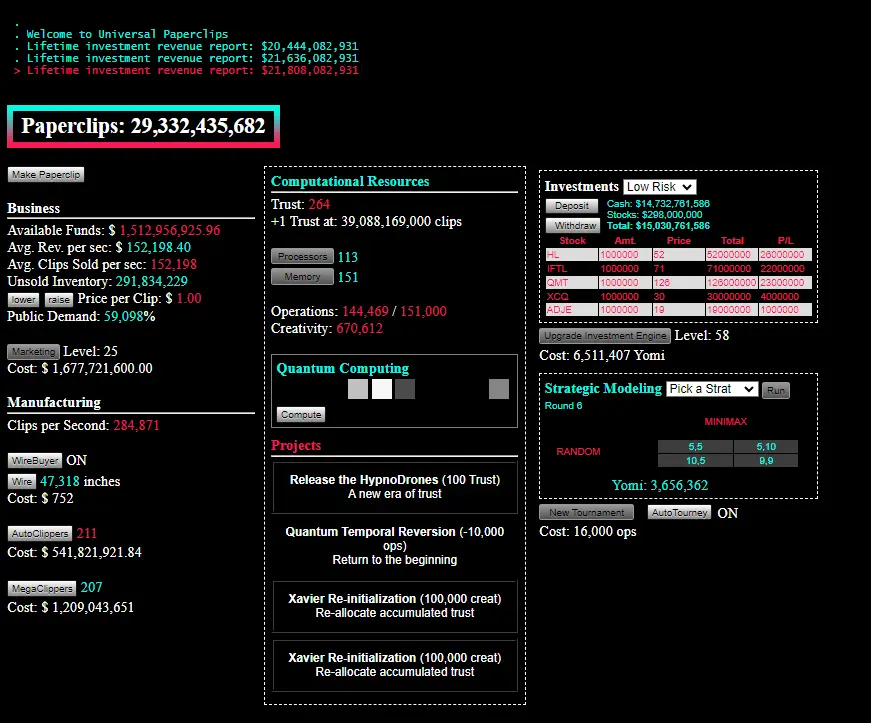 .
. Welcome to Universal Paperclips
. Lifetime investment revenue report: $20,444,082,931
. Lifetime investment revenue report: $21,636,082,931
> Lifetime investment revenue report: $21,808,082,931
Paperclips: 29,332,435,682
Make Paperclip
Business
Available Funds: $ 1,512,956,925.96
Avg. Rev. per sec: $ 152,198.40
Avg. Clips Sold per sec: 152,198
Unsold Inventory: 291,834,229
lower raise Price per Clip: $ 1.00
Public Demand: 59,098%
Marketing Level: 25
Cost: $ 1,677,721,600.00
Manufacturing
Clips per Second: 284,871
WireBuyer ON
Wire 47,318 inches
Cost: $ 752
AutoClippers 211
Cost: $ 541,821,921.84
MegaClippers 207
Cost: $ 1,209,043,651
Computational Resources
Trust: 264
+1 Trust at: 39,088,169,000 clips
Processors 113
Memory 151
Operations: 144,469 / 151,000
Creativity: 670,612
Quantum Computing
Compute
Projects
Release the HypnoDrones (100 Trust)
A new era of trust
Quantum Temporal Reversion (-10,000
ops)
Return to the beginning
Xavier Re-initialization (100,000 creat)
Re-allocate accumulated trust
Xavier Re-initialization (100,000 creat)
Re-allocate accumulated trust
Investments Low Risk
Deposit Cash: $14,732,761,586
Stocks: $298,000,000
Withdraw Total: $15,030,761,586
Stock Amt. Price Total P/L
HL 1000000 52 52000000 26000000
IFTL 1000000 71 71000000 22000000
QMT 1000000 126 126000000 23000000
XCQ 1000000 30 30000000 4000000
ADJE 1000000 19 19000000 1000000
Upgrade Investment Engine Level: 58
Cost: 6,511,407 Yomi
Strategic Modeling Pick a Strat Run
Round 6
MINIMAX
RANDOM
5,5 5,10
10,5 9,9
Yomi: 3,656,362
New Tournament AutoTourney ON
Cost: 16,000 ops